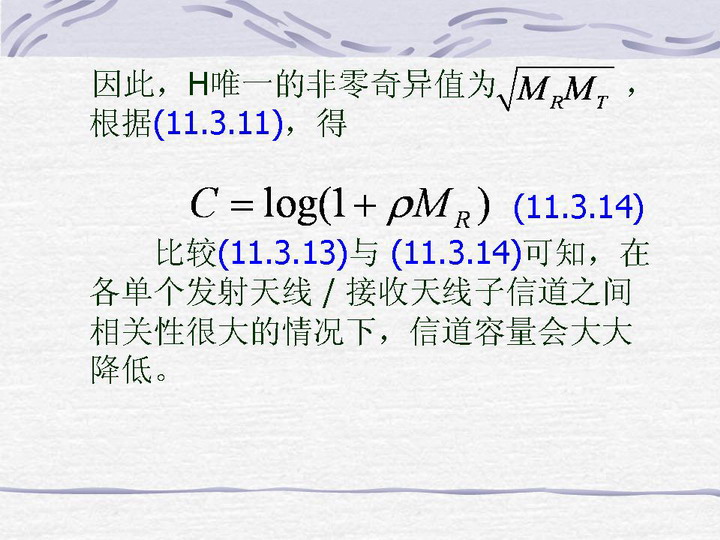 因此，H唯一的非零奇异值为 √(M_R M_T) ，
根据(11.3.11)，得
C = log(1 + ρM_R) (11.3.14)
比较(11.3.13)与 (11.3.14)可知，在
各单个发射天线 / 接收天线子信道之间
相关性很大的情况下，信道容量会大大
降低。